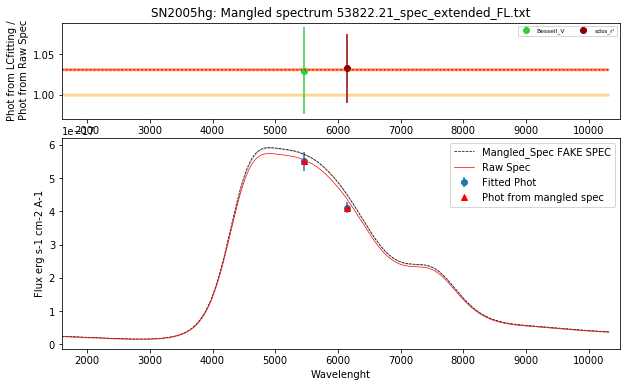 SN2005hg: Mangled spectrum 53822.21_spec_extended_FL.txt
Phot from LCfitting /
Phot from Raw Spec
1.05
1.00
Bessell_V
sdss_r'
2000 3000 4000 5000 6000 7000 8000 9000 10000
1e−17
Flux erg s-1 cm-2 A-1
6
5
4
3
2
1
0
Mangled_Spec FAKE SPEC
Raw Spec
Fitted Phot
Phot from mangled spec
2000 3000 4000 5000 6000 7000 8000 9000 10000
Wavelenght